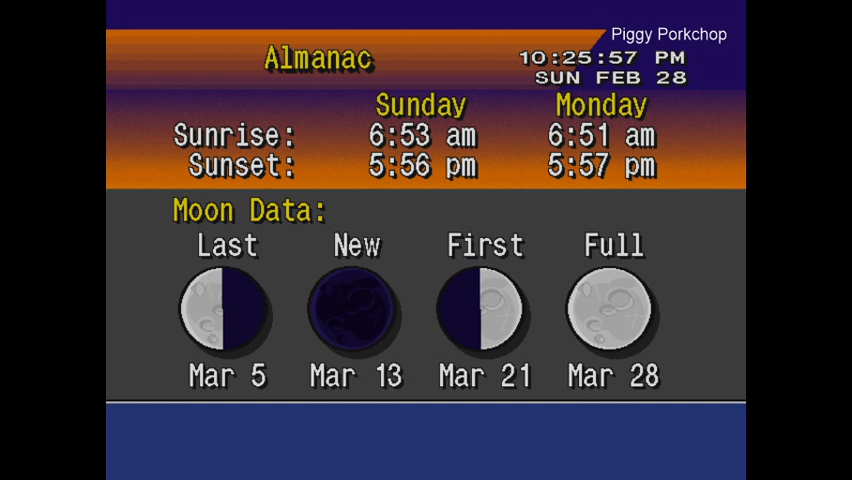 Piggy Porkchop
Almanac
10:25:57 PM
SUN FEB 28
Sunday Monday
Sunrise: 6:53 am 6:51 am
Sunset: 5:56 pm 5:57 pm
Moon Data:
Last New First Full
Mar 5 Mar 13 Mar 21 Mar 28